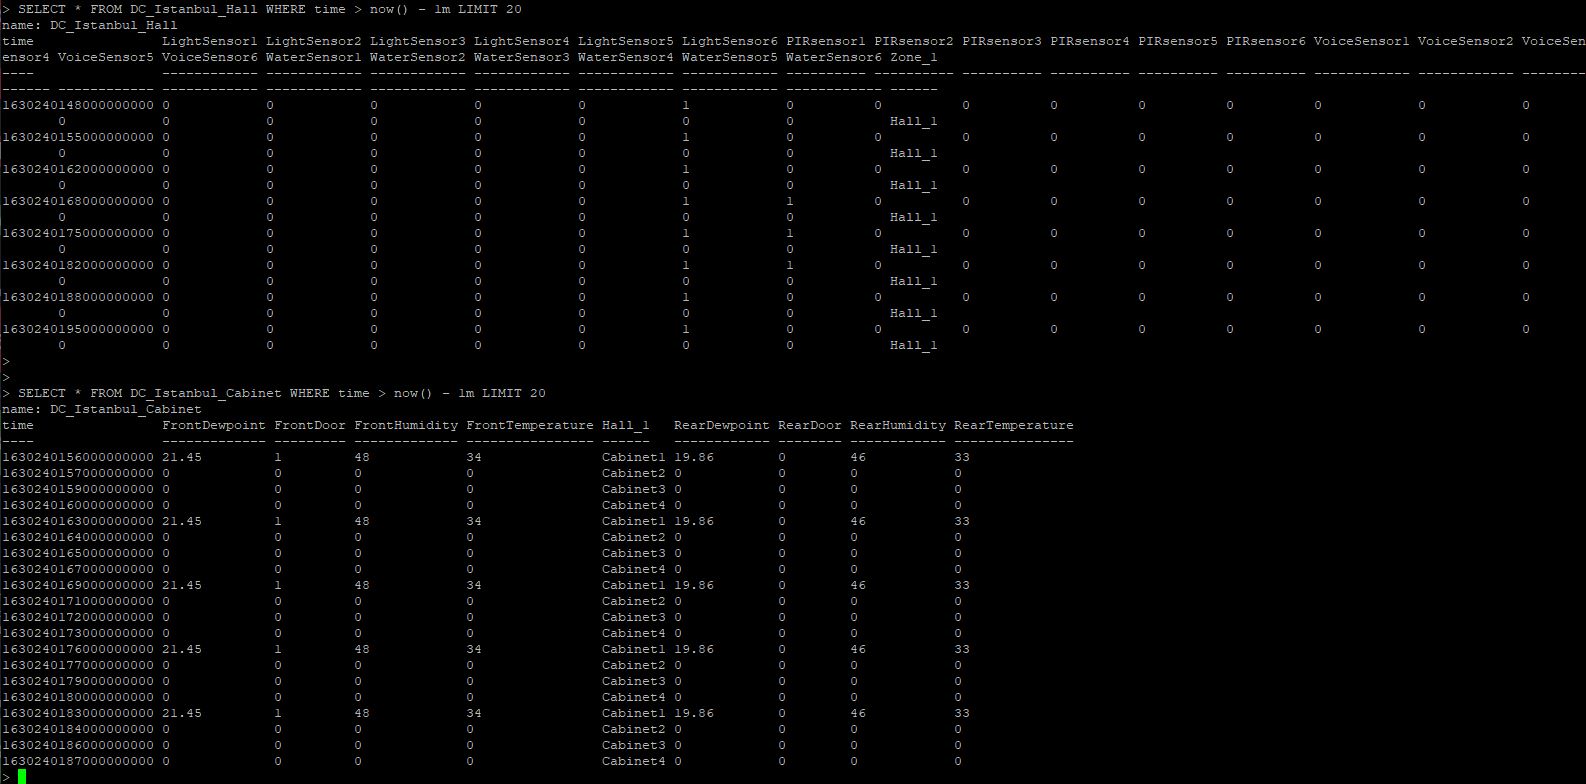 > SELECT * FROM DC_Istanbul_Hall WHERE time > now() - 1m LIMIT 20
name: DC_Istanbul_Hall
time LightSensor1 LightSensor2 LightSensor3 LightSensor4 LightSensor5 LightSensor6 PIRsensor1 PIRsensor2 PIRsensor3 PIRsensor4 PIRsensor5 PIRsensor6 VoiceSensor1 VoiceSensor2 VoiceSen
ensor4 VoiceSensor5 VoiceSensor6 WaterSensor1 WaterSensor2 WaterSensor3 WaterSensor4 WaterSensor5 WaterSensor6 Zone_1
---- ------------ ------------ ------------ ------------ ------------ ------------ ---------- ---------- ---------- ---------- ---------- ---------- ------------ ------------ --------
------ ------------ ------------ ------------ ------------ ------------ ------------ ------------ ------------ ------
1630240148000000000 0 0 0 0 0 1 0 0 0 0 0 0 0 0 0
0 0 0 0 0 0 0 0 Hall_1
1630240155000000000 0 0 0 0 0 1 0 0 0 0 0 0 0 0 0
0 0 0 0 0 0 0 0 Hall_1
1630240162000000000 0 0 0 0 0 1 0 0 0 0 0 0 0 0 0
0 0 0 0 0 0 0 0 Hall_1
1630240168000000000 0 0 0 0 0 1 1 0 0 0 0 0 0 0 0
0 0 0 0 0 0 0 0 Hall_1
1630240175000000000 0 0 0 0 0 1 1 0 0 0 0 0 0 0 0
0 0 0 0 0 0 0 0 Hall_1
1630240182000000000 0 0 0 0 0 1 1 0 0 0 0 0 0 0 0
0 0 0 0 0 0 0 0 Hall_1
1630240188000000000 0 0 0 0 0 1 0 0 0 0 0 0 0 0 0
0 0 0 0 0 0 0 0 Hall_1
1630240195000000000 0 0 0 0 0 1 0 0 0 0 0 0 0 0 0
0 0 0 0 0 0 0 0 Hall_1
>
>
> SELECT * FROM DC_Istanbul_Cabinet WHERE time > now() - 1m LIMIT 20
name: DC_Istanbul_Cabinet
time FrontDewpoint FrontDoor FrontHumidity FrontTemperature Hall_1 RearDewpoint RearDoor RearHumidity RearTemperature
---- ------------- --------- ------------- ---------------- ------ ------------ -------- ------------ ---------------
1630240156000000000 21.45 1 48 34 Cabinet1 19.86 0 46 33
1630240157000000000 0 0 0 0 Cabinet2 0 0 0 0
1630240159000000000 0 0 0 0 Cabinet3 0 0 0 0
1630240160000000000 0 0 0 0 Cabinet4 0 0 0 0
1630240163000000000 21.45 1 48 34 Cabinet1 19.86 0 46 33
1630240164000000000 0 0 0 0 Cabinet2 0 0 0 0
1630240165000000000 0 0 0 0 Cabinet3 0 0 0 0
1630240167000000000 0 0 0 0 Cabinet4 0 0 0 0
1630240169000000000 21.45 1 48 34 Cabinet1 19.86 0 46 33
1630240171000000000 0 0 0 0 Cabinet2 0 0 0 0
1630240172000000000 0 0 0 0 Cabinet3 0 0 0 0
1630240173000000000 0 0 0 0 Cabinet4 0 0 0 0
1630240176000000000 21.45 1 48 34 Cabinet1 19.86 0 46 33
1630240177000000000 0 0 0 0 Cabinet2 0 0 0 0
1630240179000000000 0 0 0 0 Cabinet3 0 0 0 0
1630240180000000000 0 0 0 0 Cabinet4 0 0 0 0
1630240183000000000 21.45 1 48 34 Cabinet1 19.86 0 46 33
1630240184000000000 0 0 0 0 Cabinet2 0 0 0 0
1630240186000000000 0 0 0 0 Cabinet3 0 0 0 0
1630240187000000000 0 0 0 0 Cabinet4 0 0 0 0
>